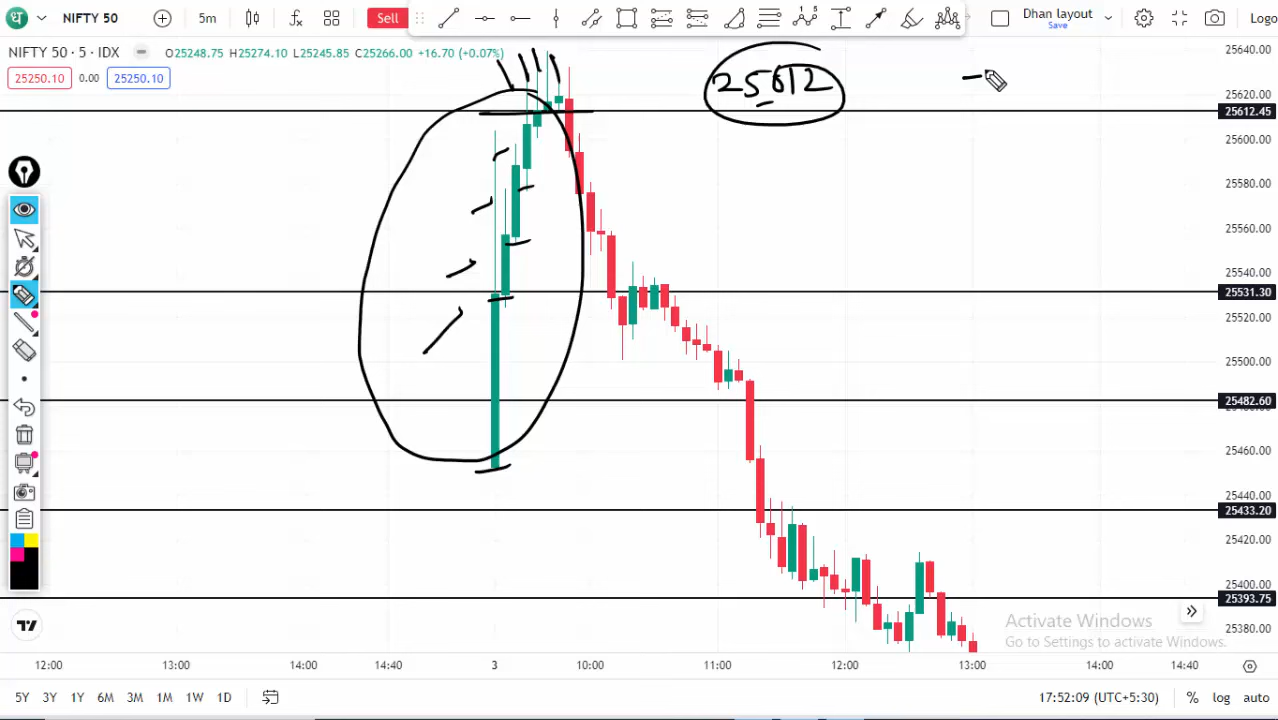 ध 5m Sell Dhan layout Save Logo
NIFTY 50 · 5 · IDX O25248.75 H25274.10 L25245.85 C25266.00 +16.70 (+0.07%)
25250.10 0.00 25250.10
25612
25640.00
25620.00
25612.45
25600.00
25580.00
25560.00
25540.00
25531.30
25520.00
25500.00
25482.60
25460.00
25440.00
25433.20
25420.00
25400.00
25393.75
25380.00
Activate Windows
Go to Settings to activate Windows.
12:00 13:00 14:00 14:40 3 10:00 11:00 12:00 13:00 14:00 14:40
5Y 3Y 1Y 6M 3M 1M 1W 1D 17:52:09 (UTC+5:30) % log auto